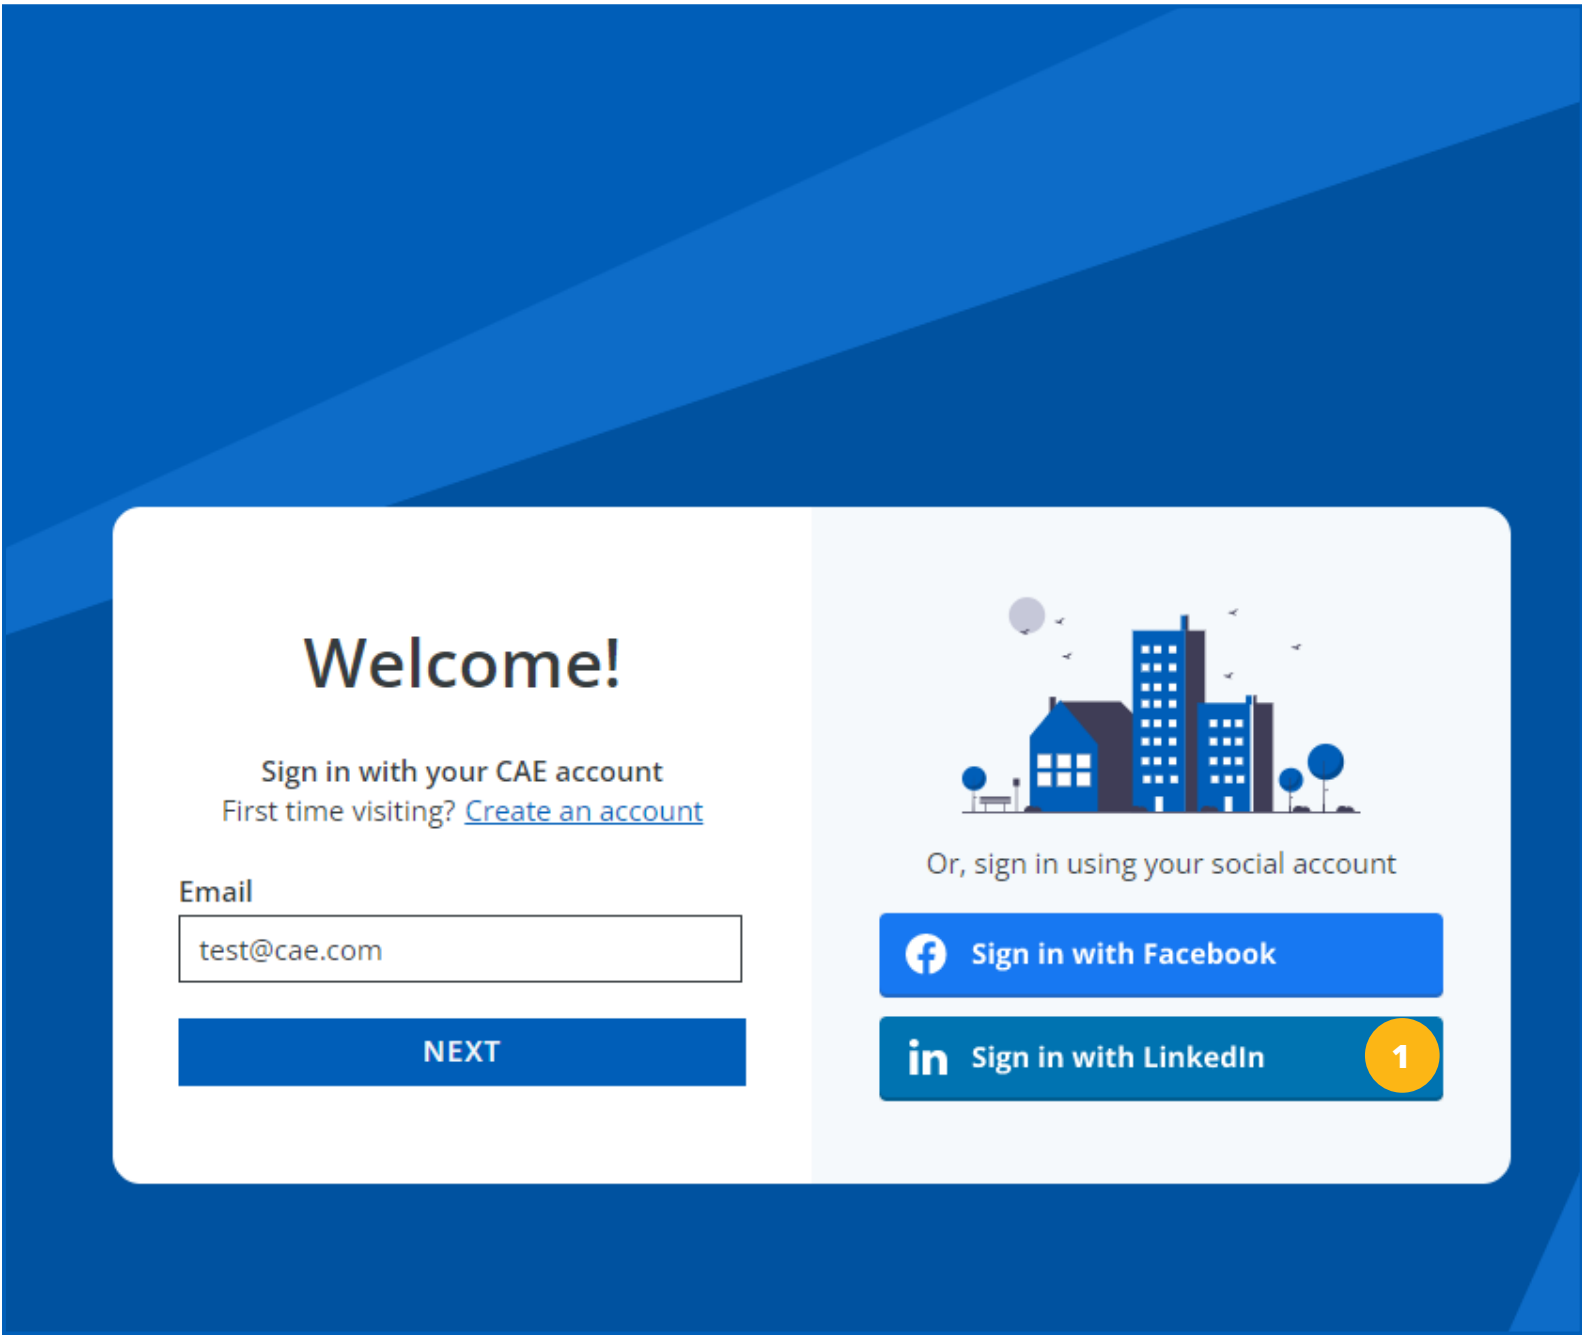 Welcome!
Sign in with your CAE account
First time visiting? Create an account
Email
test@cae.com
NEXT
Or, sign in using your social account
Sign in with Facebook
in Sign in with LinkedIn 1